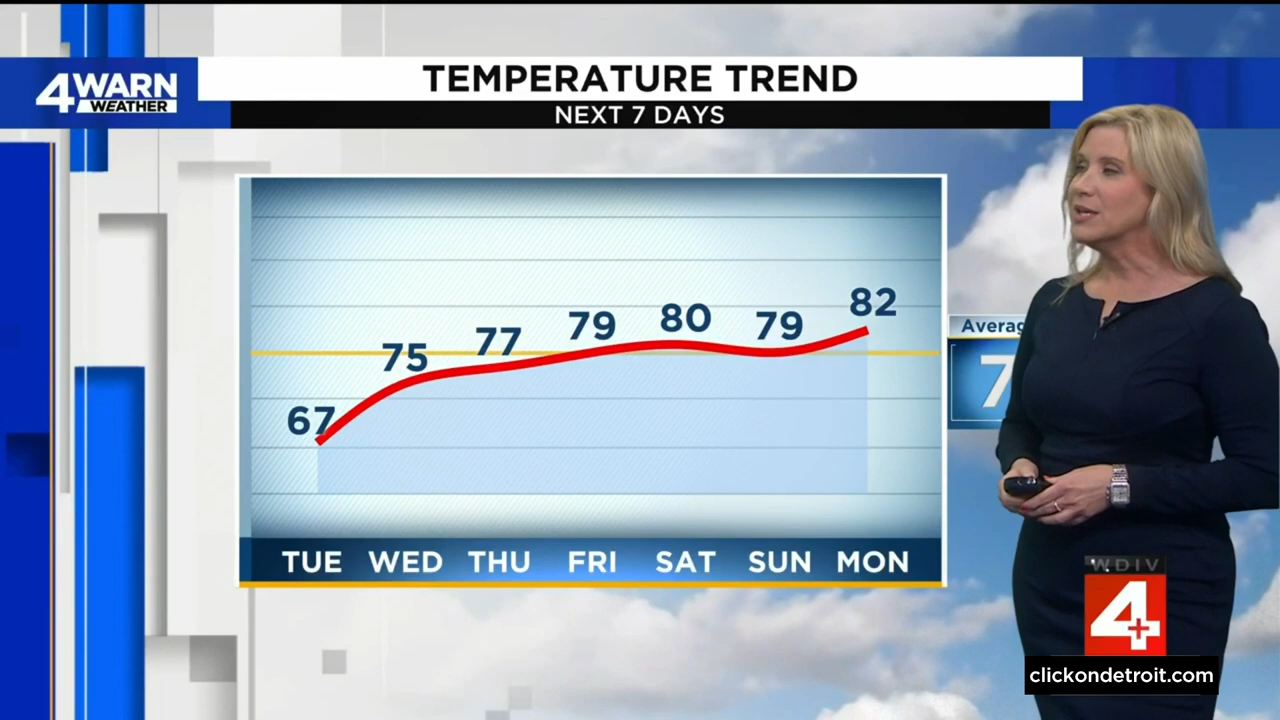 4WARN
WEATHER
TEMPERATURE TREND
NEXT 7 DAYS
67 75 77 79 80 79 82
TUE WED THU FRI SAT SUN MON
7
WDIV
4
clickondetroit.com